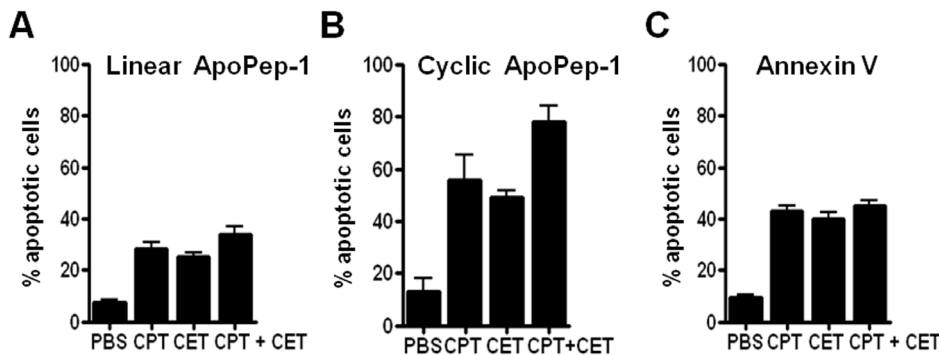 A
Linear ApoPep-1
% apoptotic cells
100
80
60
40
20
0
PBS CPT CET CPT + CET
B
Cyclic ApoPep-1
% apoptotic cells
100
80
60
40
20
0
PBS CPT CET CPT+CET
C
Annexin V
% apoptotic cells
100
80
60
40
20
0
PBS CPT CET CPT + CET